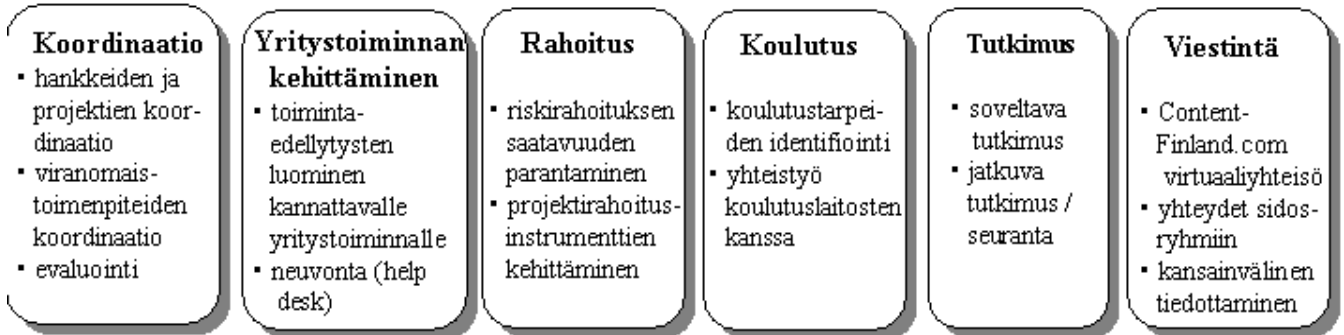 Koordinaatio
▪ hankkeiden ja
projektien koor-
dinaatio
▪ viranomais-
toimenpiteiden
koordinaatio
▪ evaluointi
Yritystoiminnan
kehittäminen
▪ toiminta-
edellytysten
luominen
kannattavalle
yritystoiminnalle
▪ neuvonta (help
desk)
Rahoitus
▪ riskirahoituksen
saatavuuden
parantaminen
▪ projektirahoitus-
instrumenttien
kehittäminen
Koulutus
▪ koulutustarpei-
den identifiointi
▪ yhteistyö
koulutuslaitosten
kanssa
Tutkimus
▪ soveltava
tutkimus
▪ jatkuva
tutkimus /
seuranta
Viestintä
▪ Content-
Finland.com
virtuaaliyhteisö
▪ yhteydet sidos-
ryhmiin
▪ kansainvälinen
tiedottaminen